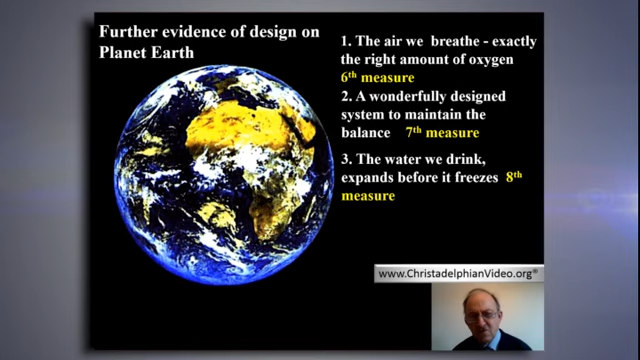 Further evidence of design on
Planet Earth
1. The air we breathe - exactly
the right amount of oxygen
6th measure
2. A wonderfully designed
system to maintain the
balance 7th measure
3. The water we drink,
expands before it freezes 8th
measure
www.ChristadelphianVideo.org®